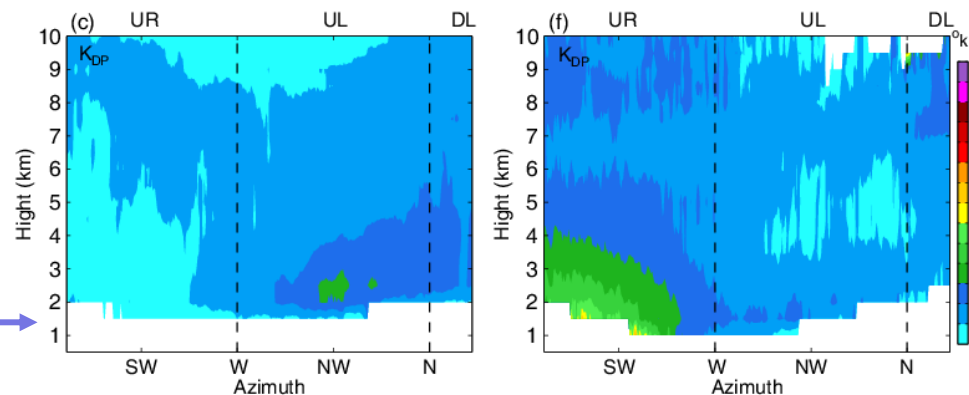 (c) UR UL DL
K_DP
10
9
8
7
6
5
4
3
2
1
Hight (km)
SW W NW N
Azimuth
(f) UR UL DL
K_DP
10
9
8
7
6
5
4
3
2
1
Hight (km)
SW W NW N
Azimuth
°k